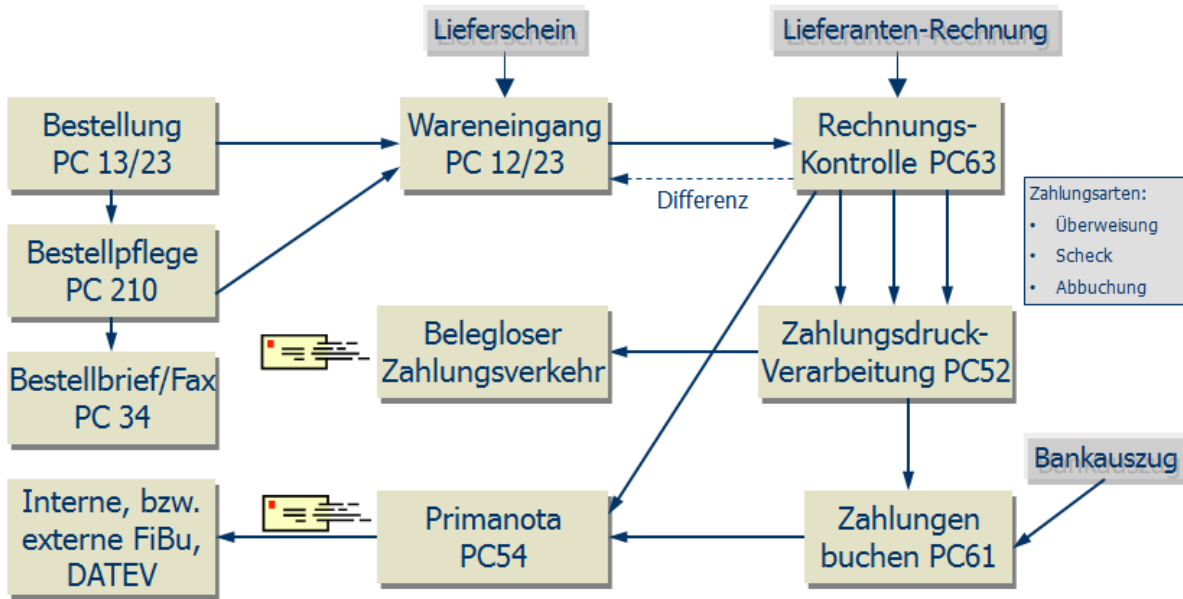 Lieferschein
Lieferanten-Rechnung
Bestellung
PC 13/23
Wareneingang
PC 12/23
Rechnungs-
Kontrolle PC63
Differenz
Zahlungsarten:
• Überweisung
• Scheck
• Abbuchung
Bestellpflege
PC 210
Belegloser
Zahlungsverkehr
Zahlungsdruck-
Verarbeitung PC52
Bestellbrief/Fax
PC 34
Bankauszug
Interne, bzw.
externe FiBu,
DATEV
Primanota
PC54
Zahlungen
buchen PC61